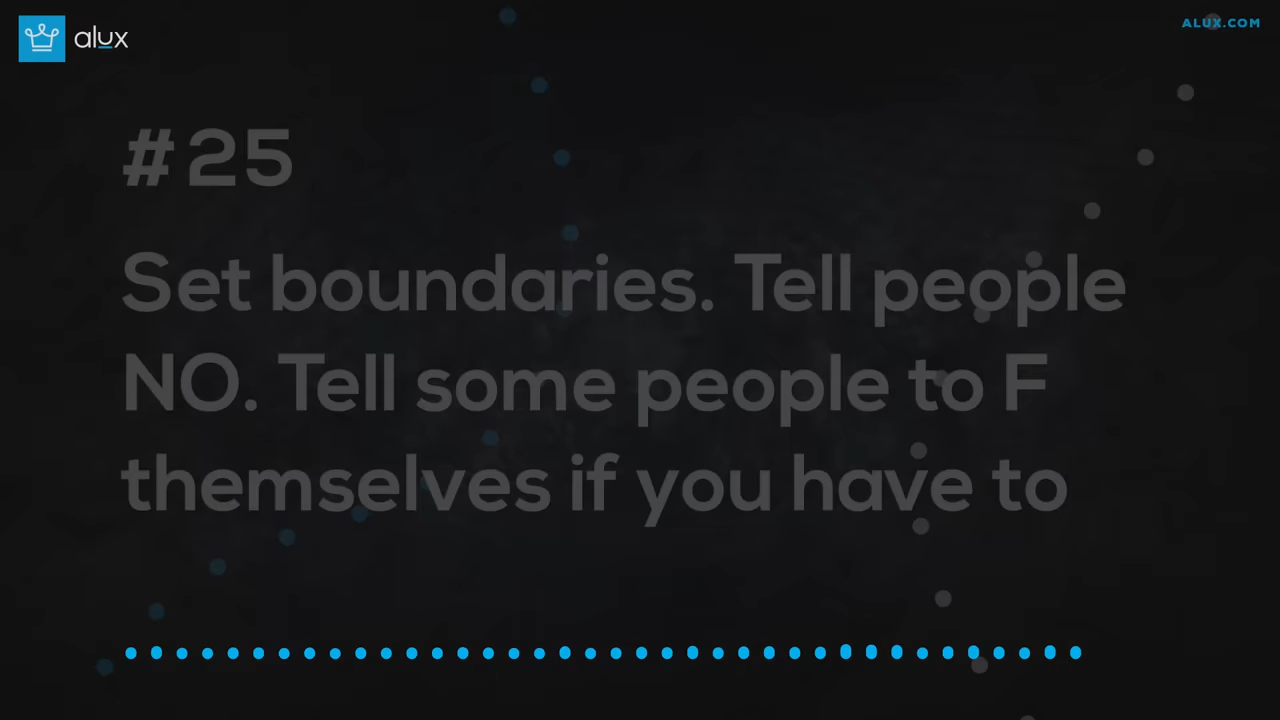 alux
ALUX.COM
#25
Set boundaries. Tell people
NO. Tell some people to F
themselves if you have to